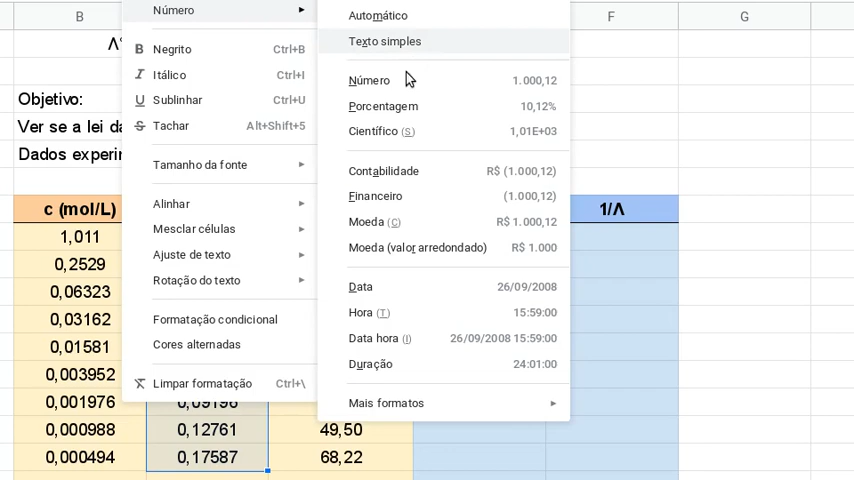 B F G
Λ°
Objetivo:
Ver se a lei da
Dados experin
c (mol/L) 1/Λ
1,011
0,2529
0,06323
0,03162
0,01581
0,003952
0,001976 0,09196
0,000988 0,12761 49,50
0,000494 0,17587 68,22
Número
Negrito Ctrl+B
Itálico Ctrl+I
Sublinhar Ctrl+U
Tachar Alt+Shift+5
Tamanho da fonte
Alinhar
Mesclar células
Ajuste de texto
Rotação do texto
Formatação condicional
Cores alternadas
Limpar formatação Ctrl+\
Automático
Texto simples
Número 1.000,12
Porcentagem 10,12%
Científico (S) 1,01E+03
Contabilidade R$ (1.000,12)
Financeiro (1.000,12)
Moeda (C) R$ 1.000,12
Moeda (valor arredondado) R$ 1.000
Data 26/09/2008
Hora (T) 15:59:00
Data hora (I) 26/09/2008 15:59:00
Duração 24:01:00
Mais formatos